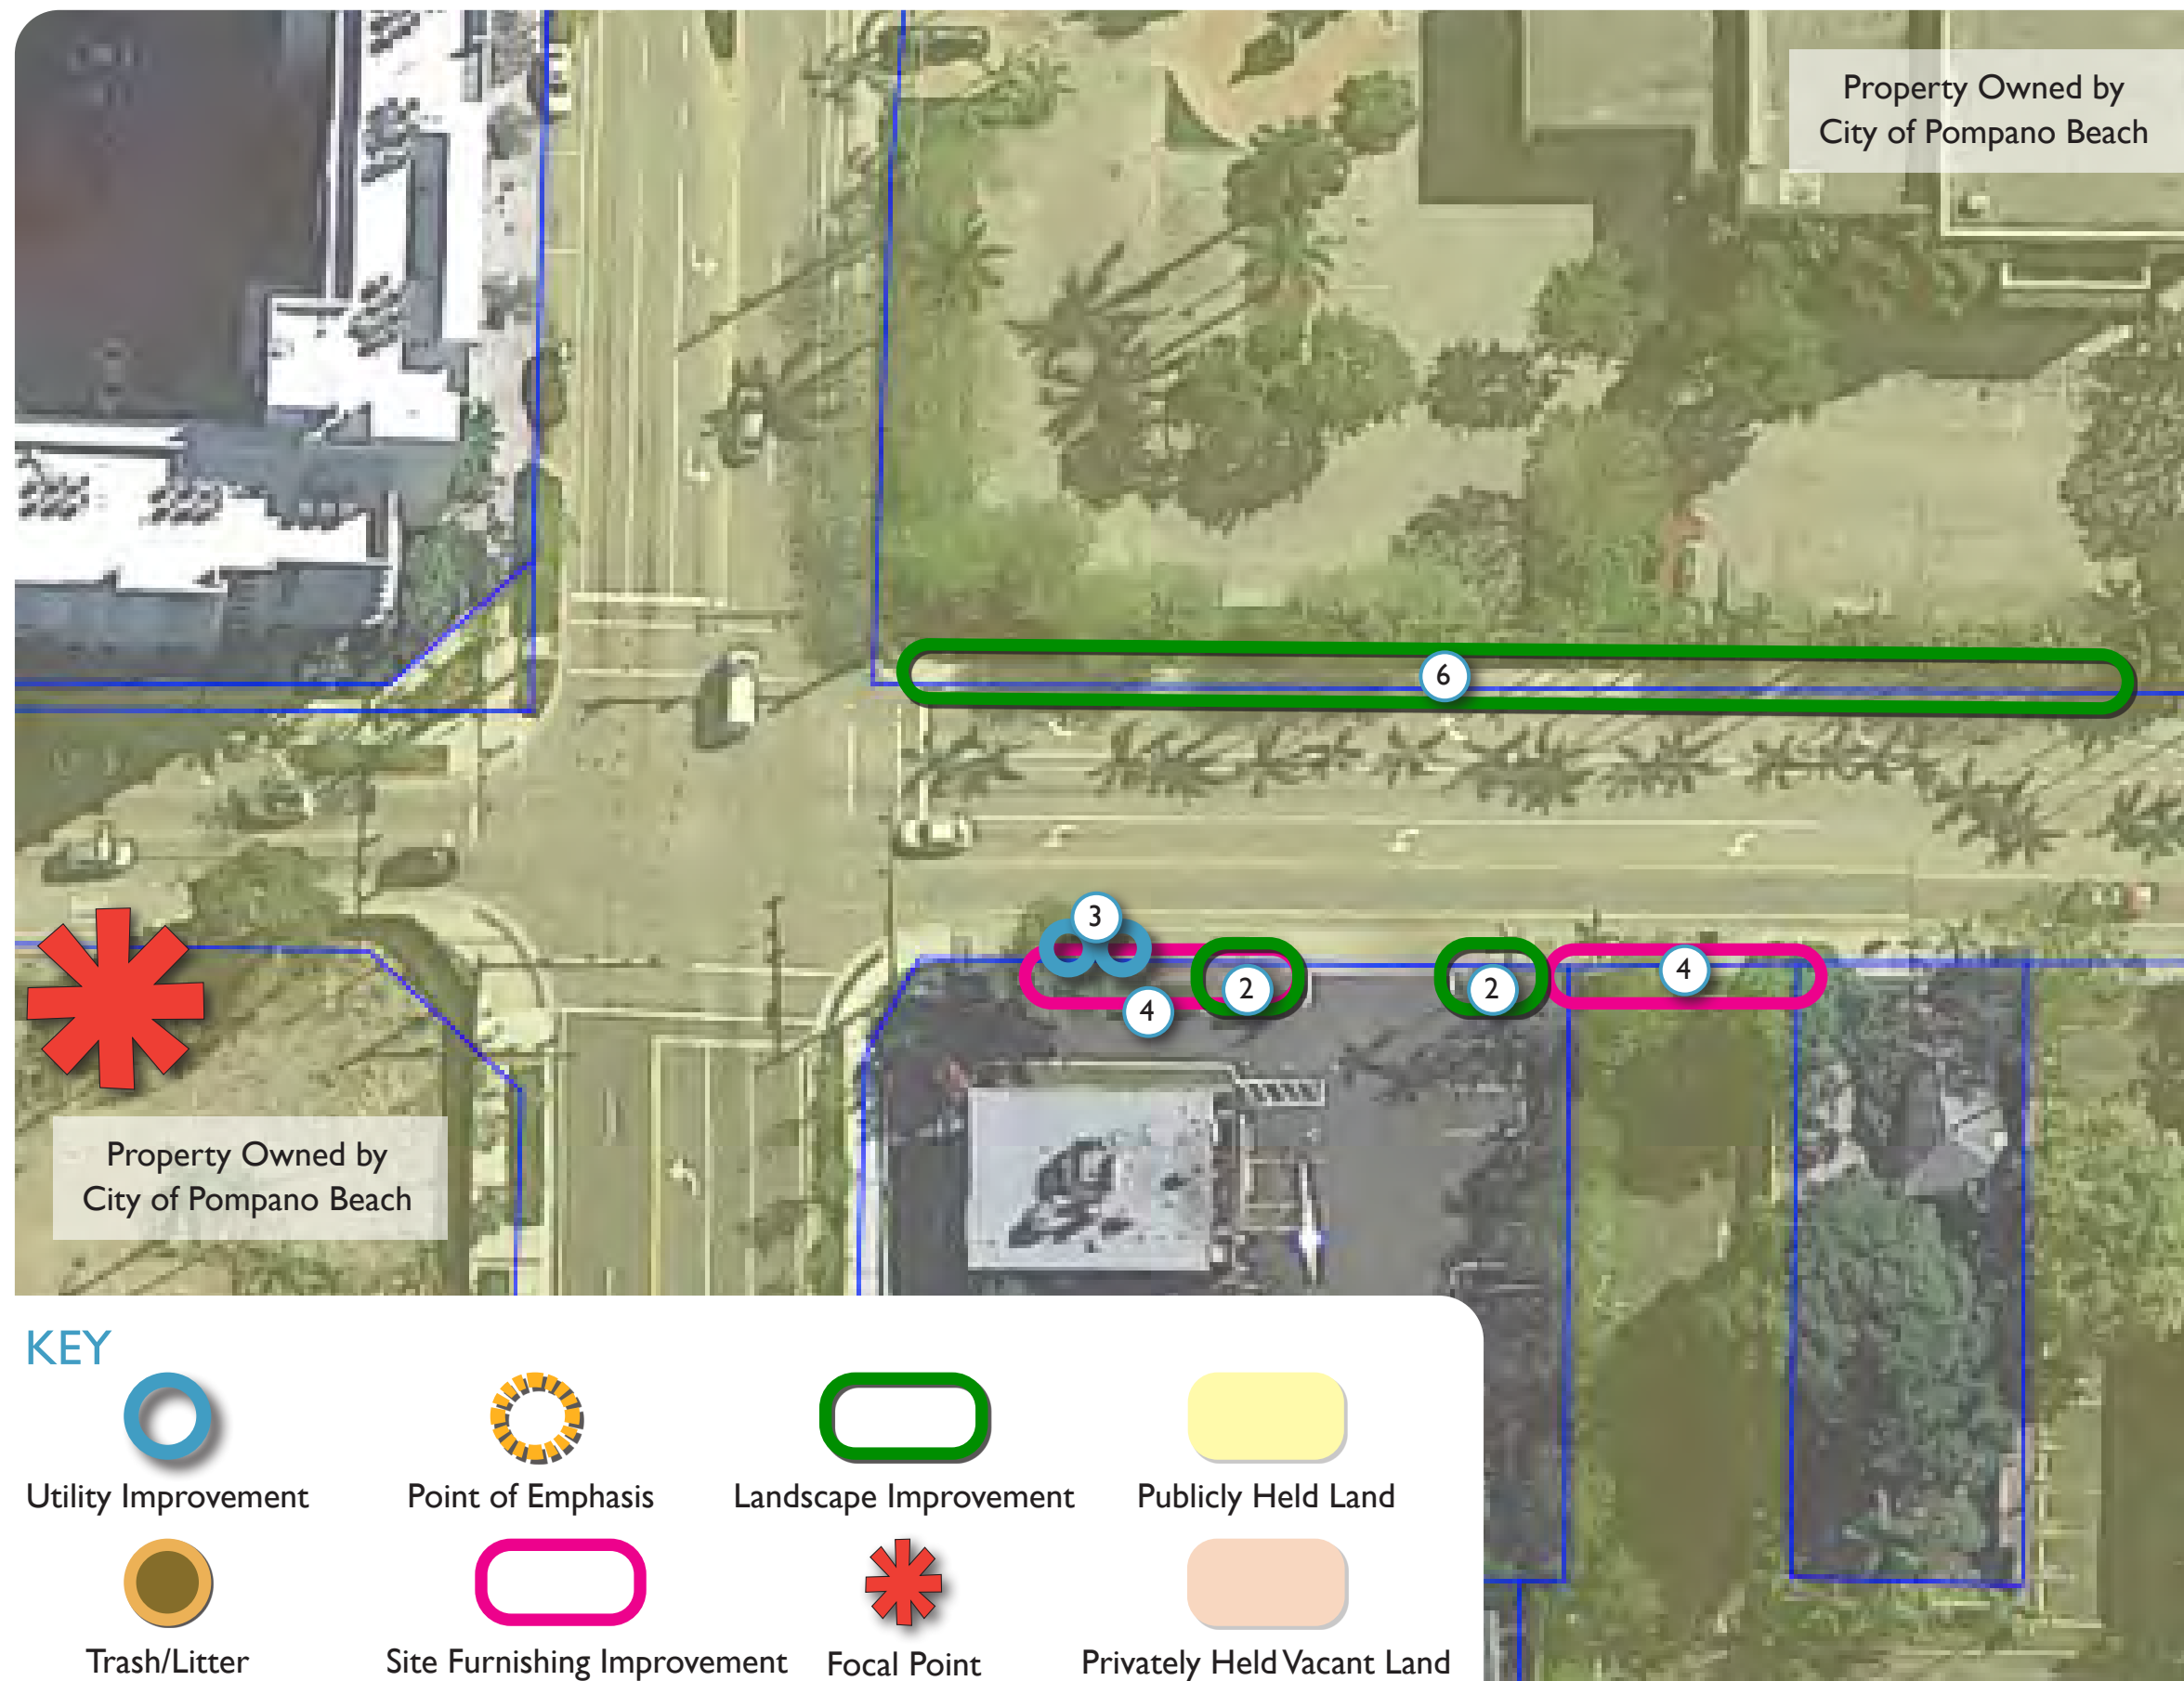 Property Owned by
City of Pompano Beach
6
3
2
2
4
4
Property Owned by
City of Pompano Beach
KEY
Utility Improvement
Point of Emphasis
Landscape Improvement
Publicly Held Land
Trash/Litter
Site Furnishing Improvement
Focal Point
Privately Held Vacant Land